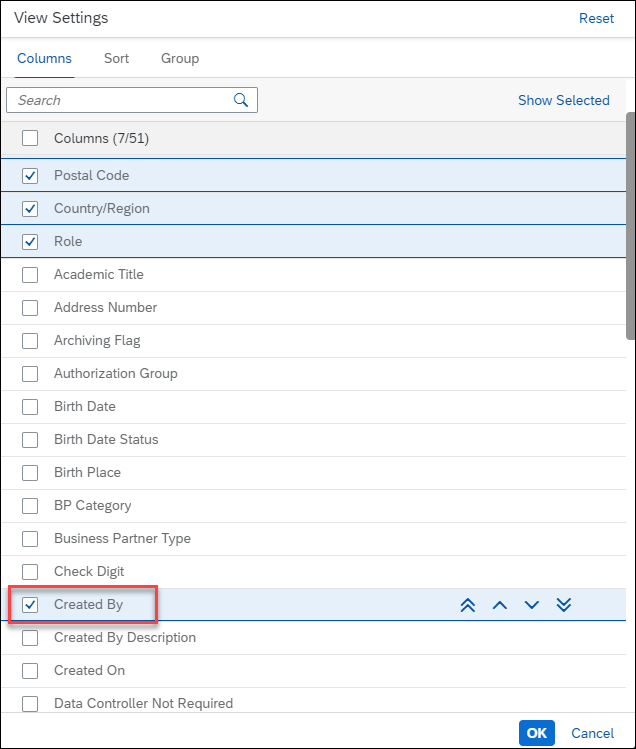 View Settings
Reset
Columns
Sort
Group
Search
Show Selected
Columns (7/51)
Postal Code
Country/Region
Role
Academic Title
Address Number
Archiving Flag
Authorization Group
Birth Date
Birth Date Status
Birth Place
BP Category
Business Partner Type
Check Digit
Created By
Created By Description
Created On
Data Controller Not Required
OK
Cancel